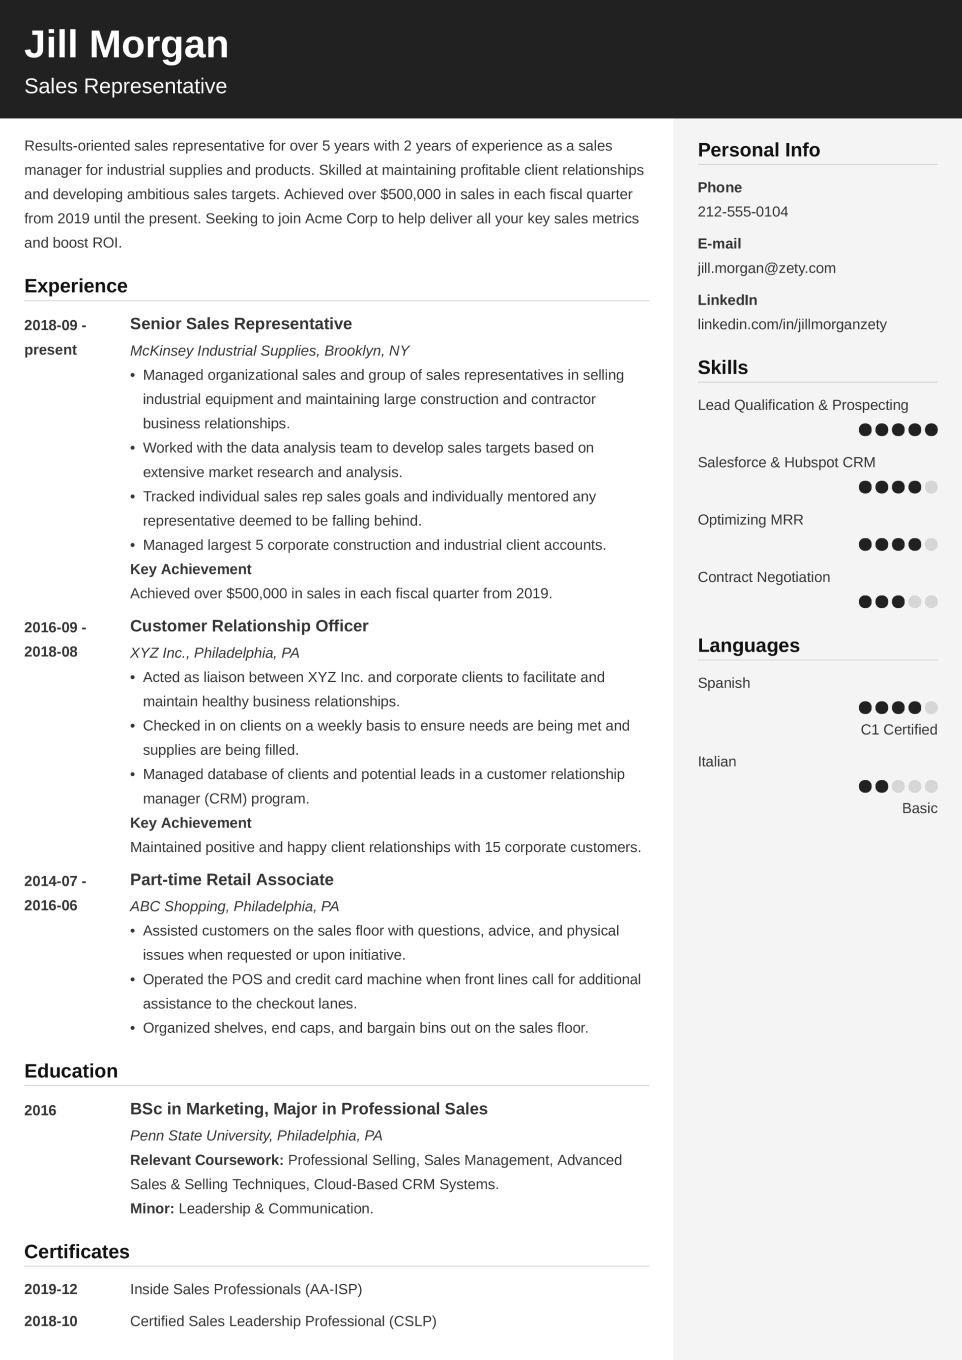 Jill Morgan
Sales Representative
Results-oriented sales representative for over 5 years with 2 years of experience as a sales
manager for industrial supplies and products. Skilled at maintaining profitable client relationships
and developing ambitious sales targets. Achieved over $500,000 in sales in each fiscal quarter
from 2019 until the present. Seeking to join Acme Corp to help deliver all your key sales metrics
and boost ROI.
Experience
2018-09 -
present
Senior Sales Representative
McKinsey Industrial Supplies, Brooklyn, NY
• Managed organizational sales and group of sales representatives in selling
industrial equipment and maintaining large construction and contractor
business relationships.
• Worked with the data analysis team to develop sales targets based on
extensive market research and analysis.
• Tracked individual sales rep sales goals and individually mentored any
representative deemed to be falling behind.
• Managed largest 5 corporate construction and industrial client accounts.
Key Achievement
Achieved over $500,000 in sales in each fiscal quarter from 2019.
2016-09 -
2018-08
Customer Relationship Officer
XYZ Inc., Philadelphia, PA
• Acted as liaison between XYZ Inc. and corporate clients to facilitate and
maintain healthy business relationships.
• Checked in on clients on a weekly basis to ensure needs are being met and
supplies are being filled.
• Managed database of clients and potential leads in a customer relationship
manager (CRM) program.
Key Achievement
Maintained positive and happy client relationships with 15 corporate customers.
2014-07 -
2016-06
Part-time Retail Associate
ABC Shopping, Philadelphia, PA
• Assisted customers on the sales floor with questions, advice, and physical
issues when requested or upon initiative.
• Operated the POS and credit card machine when front lines call for additional
assistance to the checkout lanes.
• Organized shelves, end caps, and bargain bins out on the sales floor.
Education
2016
BSc in Marketing, Major in Professional Sales
Penn State University, Philadelphia, PA
Relevant Coursework: Professional Selling, Sales Management, Advanced
Sales & Selling Techniques, Cloud-Based CRM Systems.
Minor: Leadership & Communication.
Certificates
2019-12 Inside Sales Professionals (AA-ISP)
2018-10 Certified Sales Leadership Professional (CSLP)
Personal Info
Phone
212-555-0104
E-mail
jill.morgan@zety.com
LinkedIn
linkedin.com/in/jillmorganzety
Skills
Lead Qualification & Prospecting
Salesforce & Hubspot CRM
Optimizing MRR
Contract Negotiation
Languages
Spanish
C1 Certified
Italian
Basic